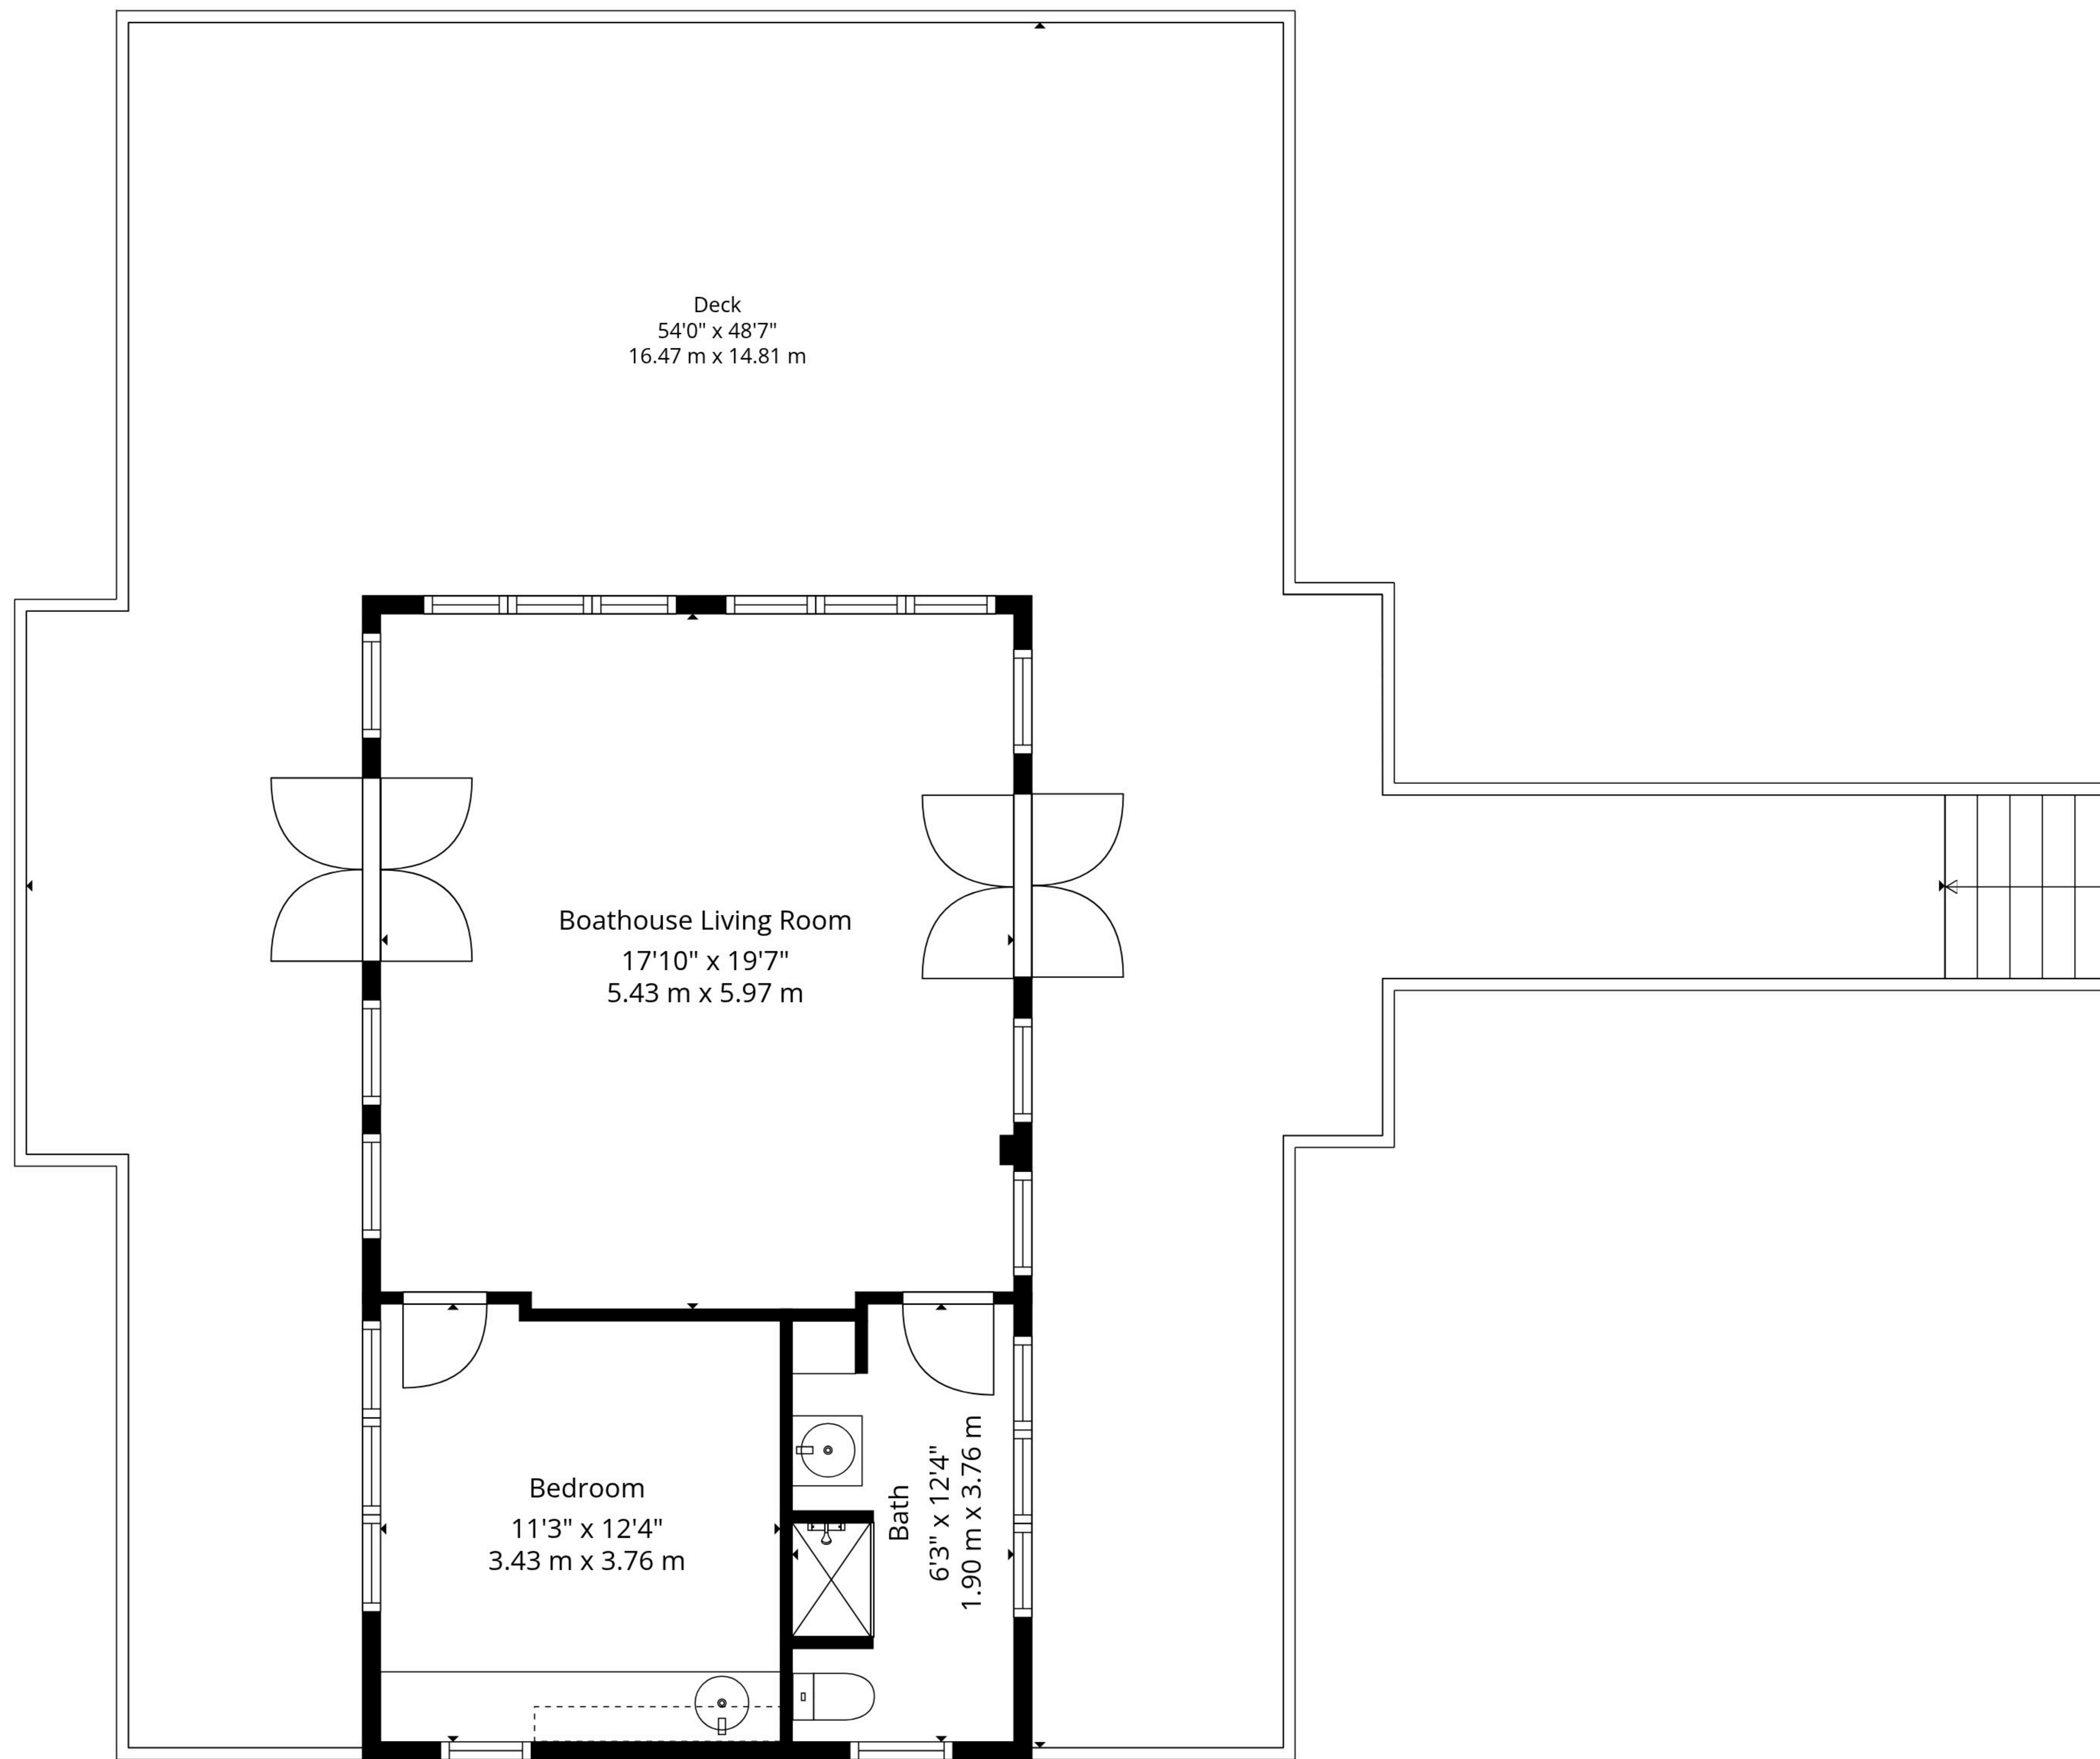 Deck
54'0" x 48'7"
16.47 m x 14.81 m
Boathouse Living Room
17'10" x 19'7"
5.43 m x 5.97 m
Bedroom
11'3" x 12'4"
3.43 m x 3.76 m
Bath
6'3" x 12'4"
1.90 m x 3.76 m